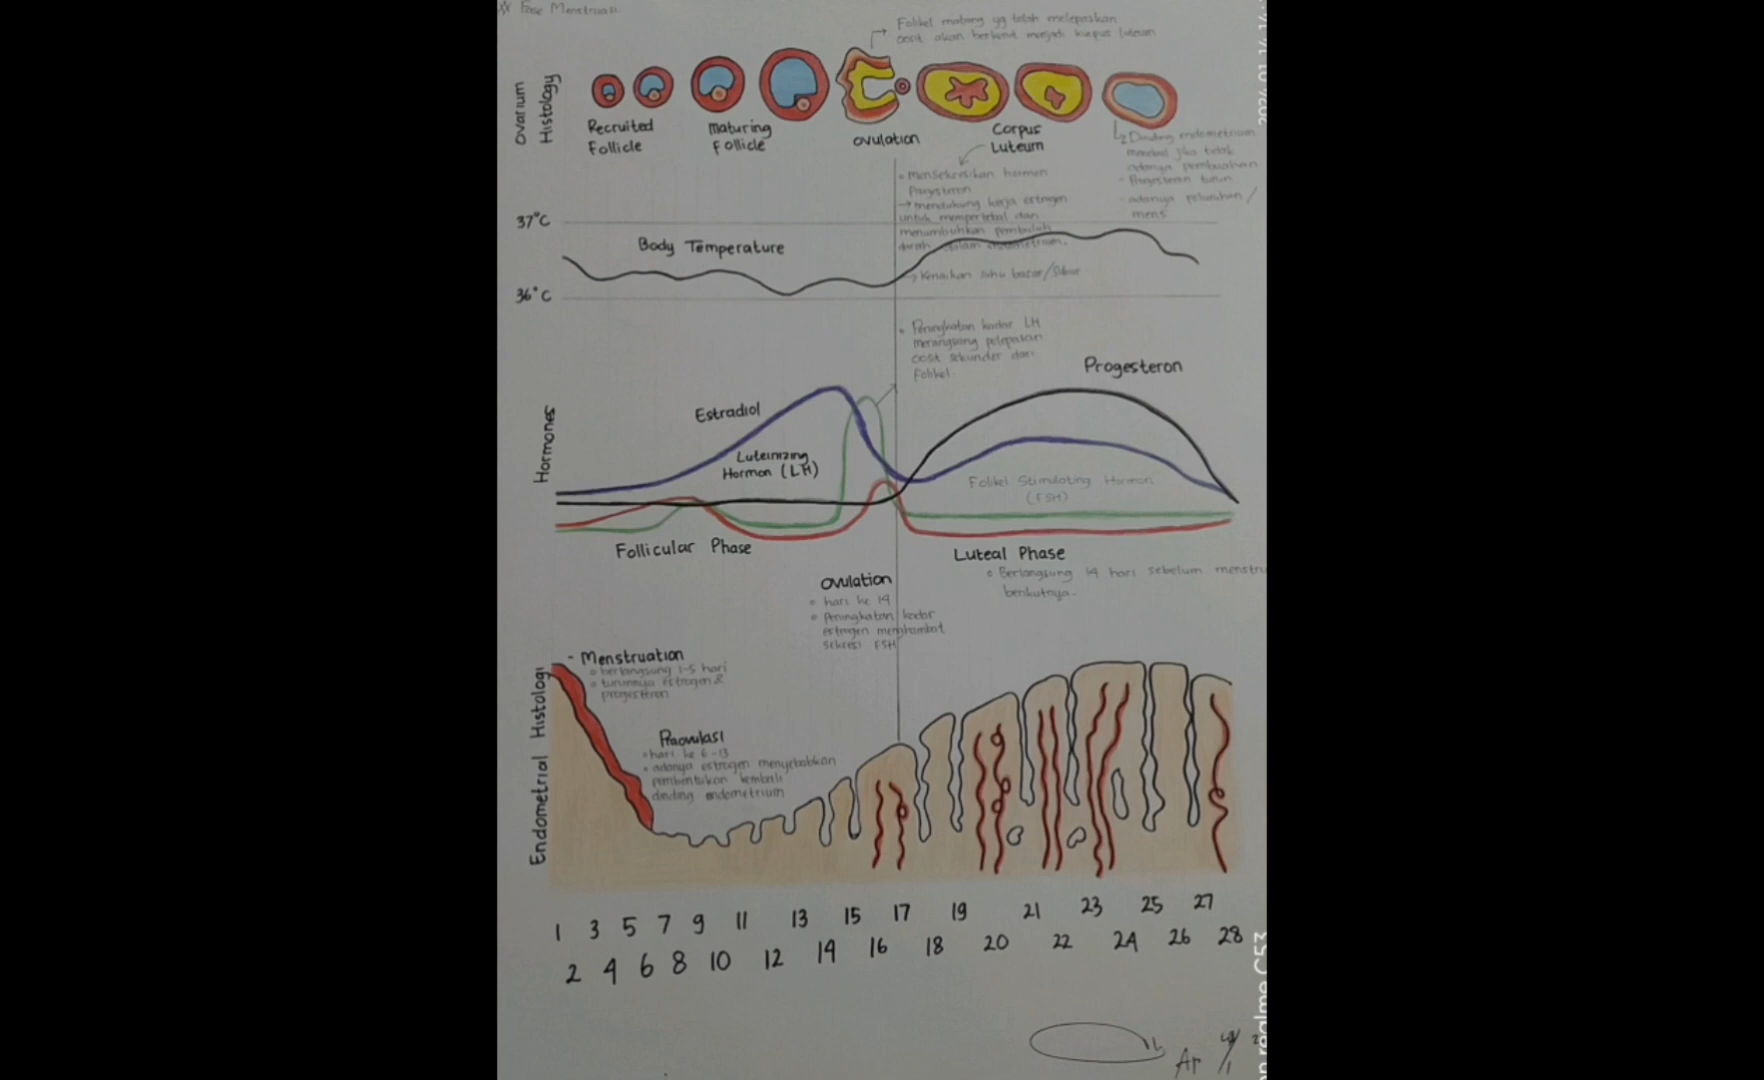 Fase Menstruasi
Folikel matang yg telah melepaskan
oosit akan berkerut menjadi korpus luteum
Ovarium
Histology
Recruited
Follicle
Maturing
Follicle
ovulation
Corpus
Luteum
Dinding endometrium
menebal jika tidak
adanya pembuahan
- Progesteron turun
- adanya peluruhan /
mens
Mensekresikan hormon
Progesteron
→ mendukung kerja estrogen
untuk mempertebal dan
menumbuhkan pembuluh
darah dalam endometrium.
→ Kenaikan suhu basar/
37°C
Body Temperature
36°C
Peningkatan kadar LH
merangsang pelepasan
oosit sekunder dari
Folikel.
Progesteron
Estradiol
Hormones
Luteinizing
Hormon (LH)
Folikel Stimulating Hormon
(FSH)
Follicular Phase
Luteal Phase
Berlangsung 14 hari sebelum menstru
berikutnya.
ovulation
hari ke 14
Peningkatan kadar
estrogen menghambat
sekresi FSH
- Menstruation
berlangsung 1-5 hari
turunnya estrogen &
progesteron
Praovulasi
hari ke 6-13
adanya estrogen menyebabkan
pembentukan kembali
dinding endometrium
Endometrial Histologi
1 3 5 7 9 11 13 15 17 19 21 23 25 27
2 4 6 8 10 12 14 16 18 20 22 24 26 28
on realme C53